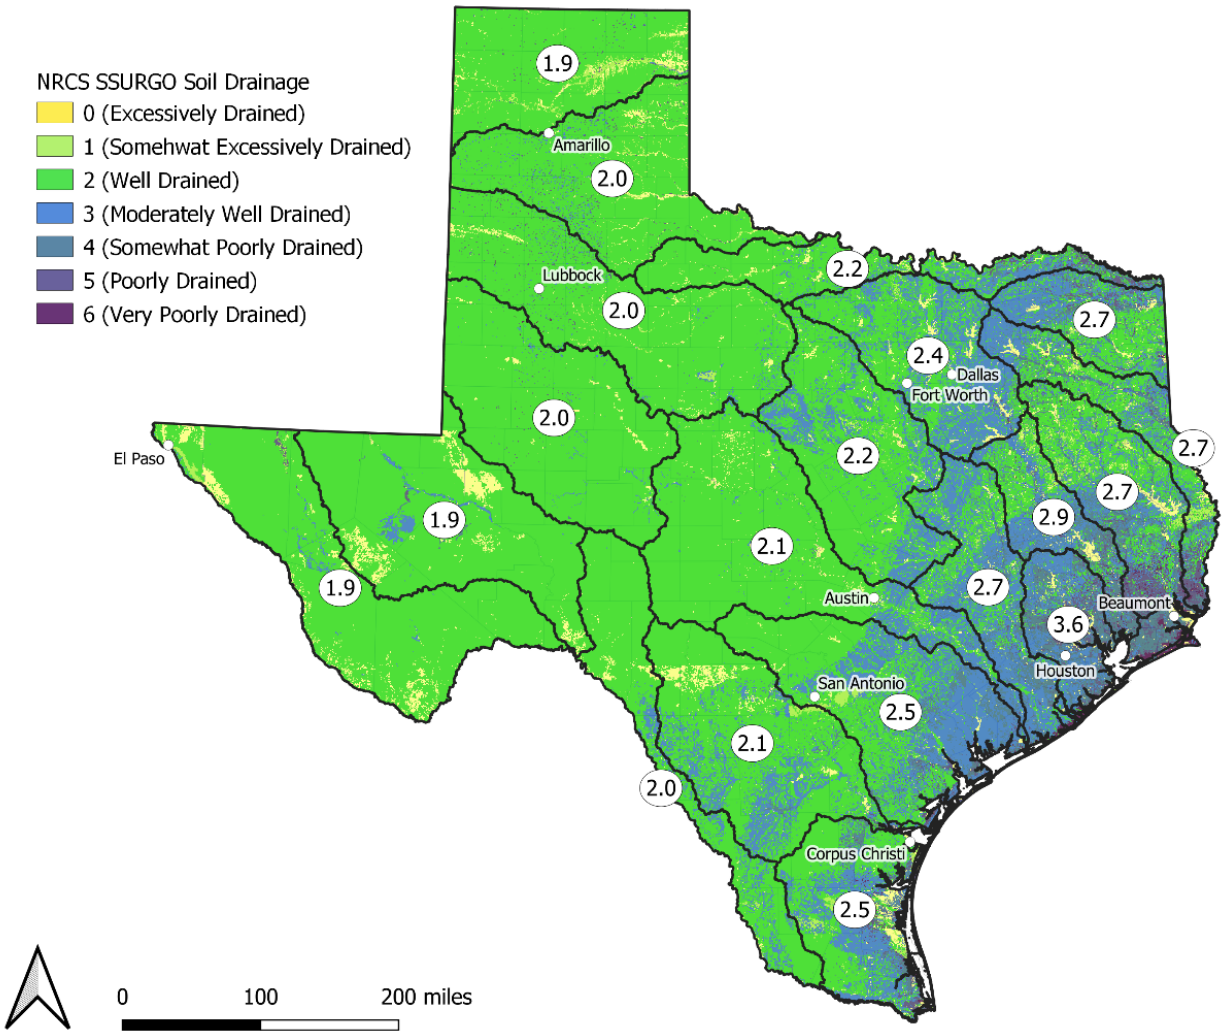 NRCS SSURGO Soil Drainage
0 (Excessively Drained)
1 (Somehwat Excessively Drained)
2 (Well Drained)
3 (Moderately Well Drained)
4 (Somewhat Poorly Drained)
5 (Poorly Drained)
6 (Very Poorly Drained)
1.9
Amarillo
2.0
2.2
Lubbock
2.0
2.7
2.4
Dallas
Fort Worth
2.0
El Paso
2.2
2.7
2.7
1.9
2.9
2.1
1.9
2.7
Austin
Beaumont
3.6
Houston
San Antonio
2.5
2.1
2.0
Corpus Christi
2.5
0
100
200 miles